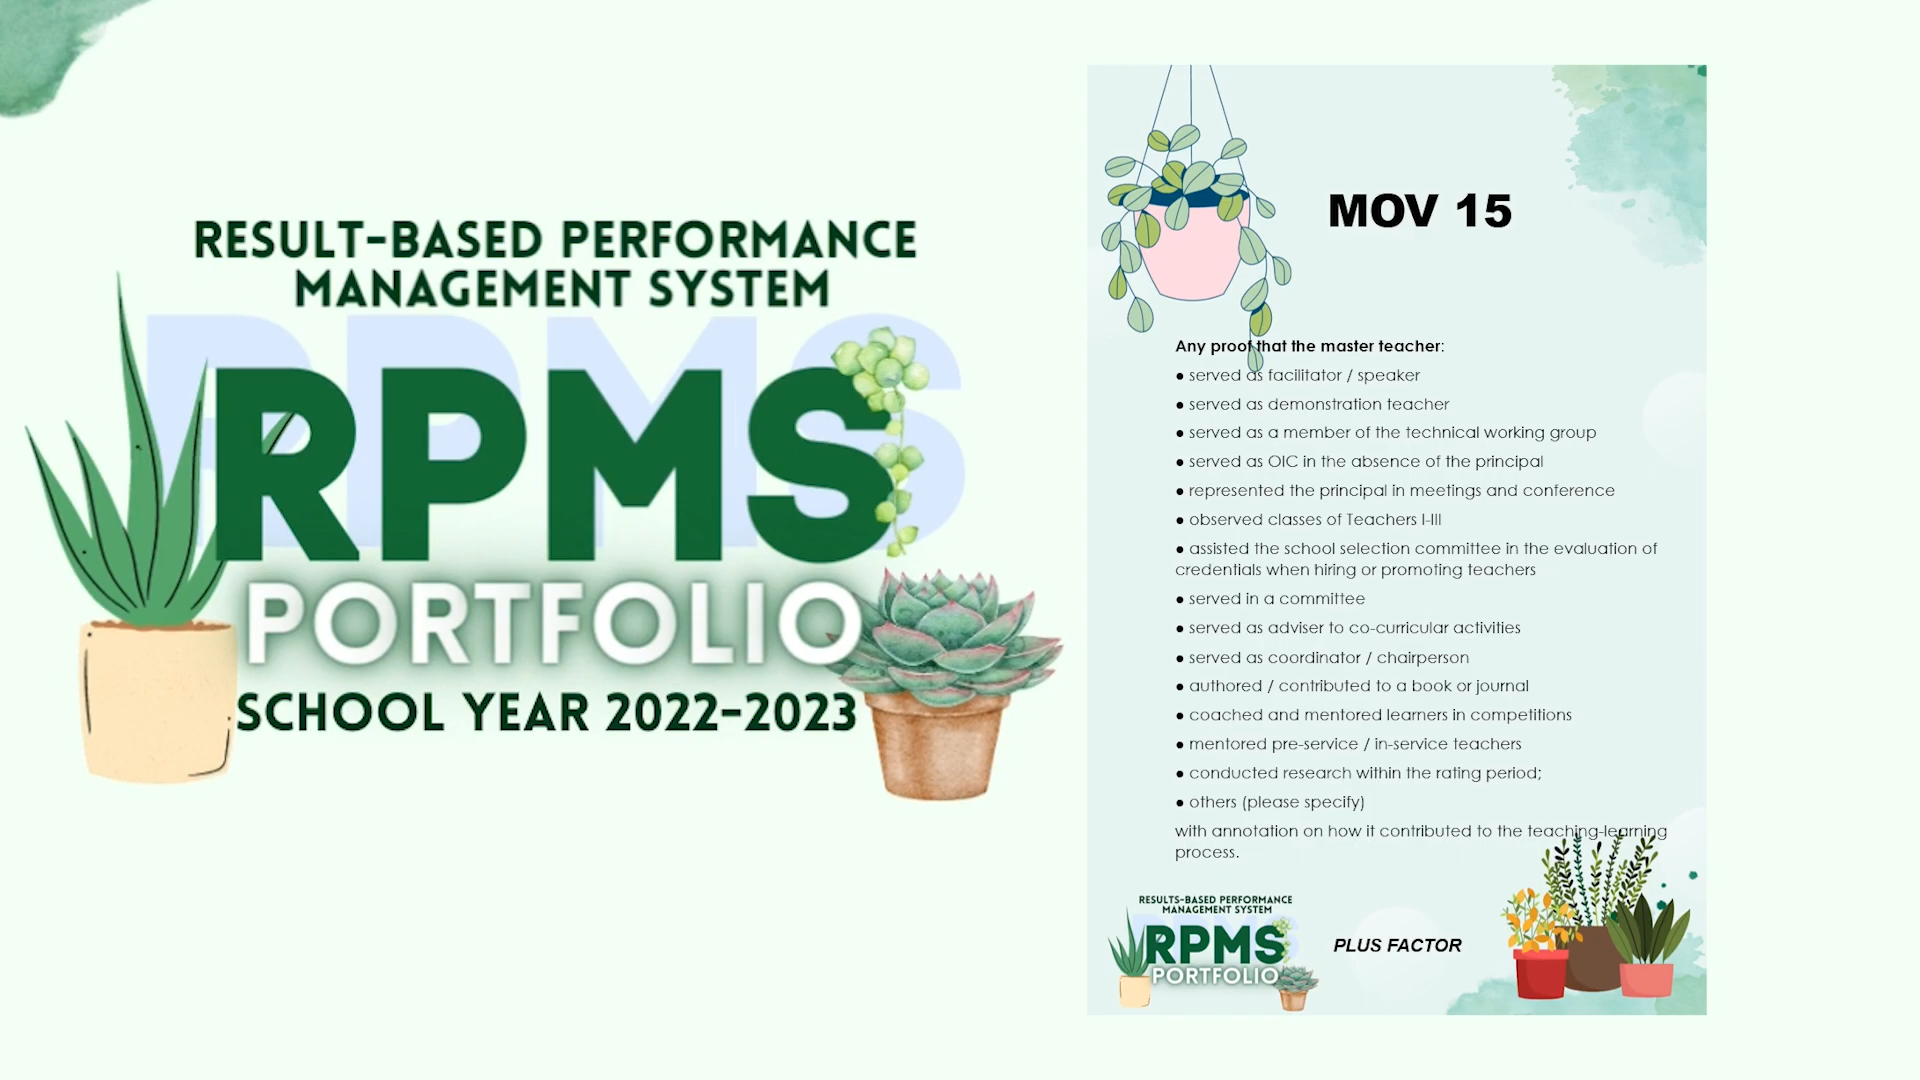 RESULT-BASED PERFORMANCE
MANAGEMENT SYSTEM
RPMS
RPMS
PORTFOLIO
SCHOOL YEAR 2022-2023
MOV 15
Any proof that the master teacher:
● served as facilitator / speaker
● served as demonstration teacher
● served as a member of the technical working group
● served as OIC in the absence of the principal
● represented the principal in meetings and conference
● observed classes of Teachers I-III
● assisted the school selection committee in the evaluation of
credentials when hiring or promoting teachers
● served in a committee
● served as adviser to co-curricular activities
● served as coordinator / chairperson
● authored / contributed to a book or journal
● coached and mentored learners in competitions
● mentored pre-service / in-service teachers
● conducted research within the rating period;
● others (please specify)
with annotation on how it contributed to the teaching-learning
process.
RESULTS-BASED PERFORMANCE
MANAGEMENT SYSTEM
RPMS
PORTFOLIO
PLUS FACTOR